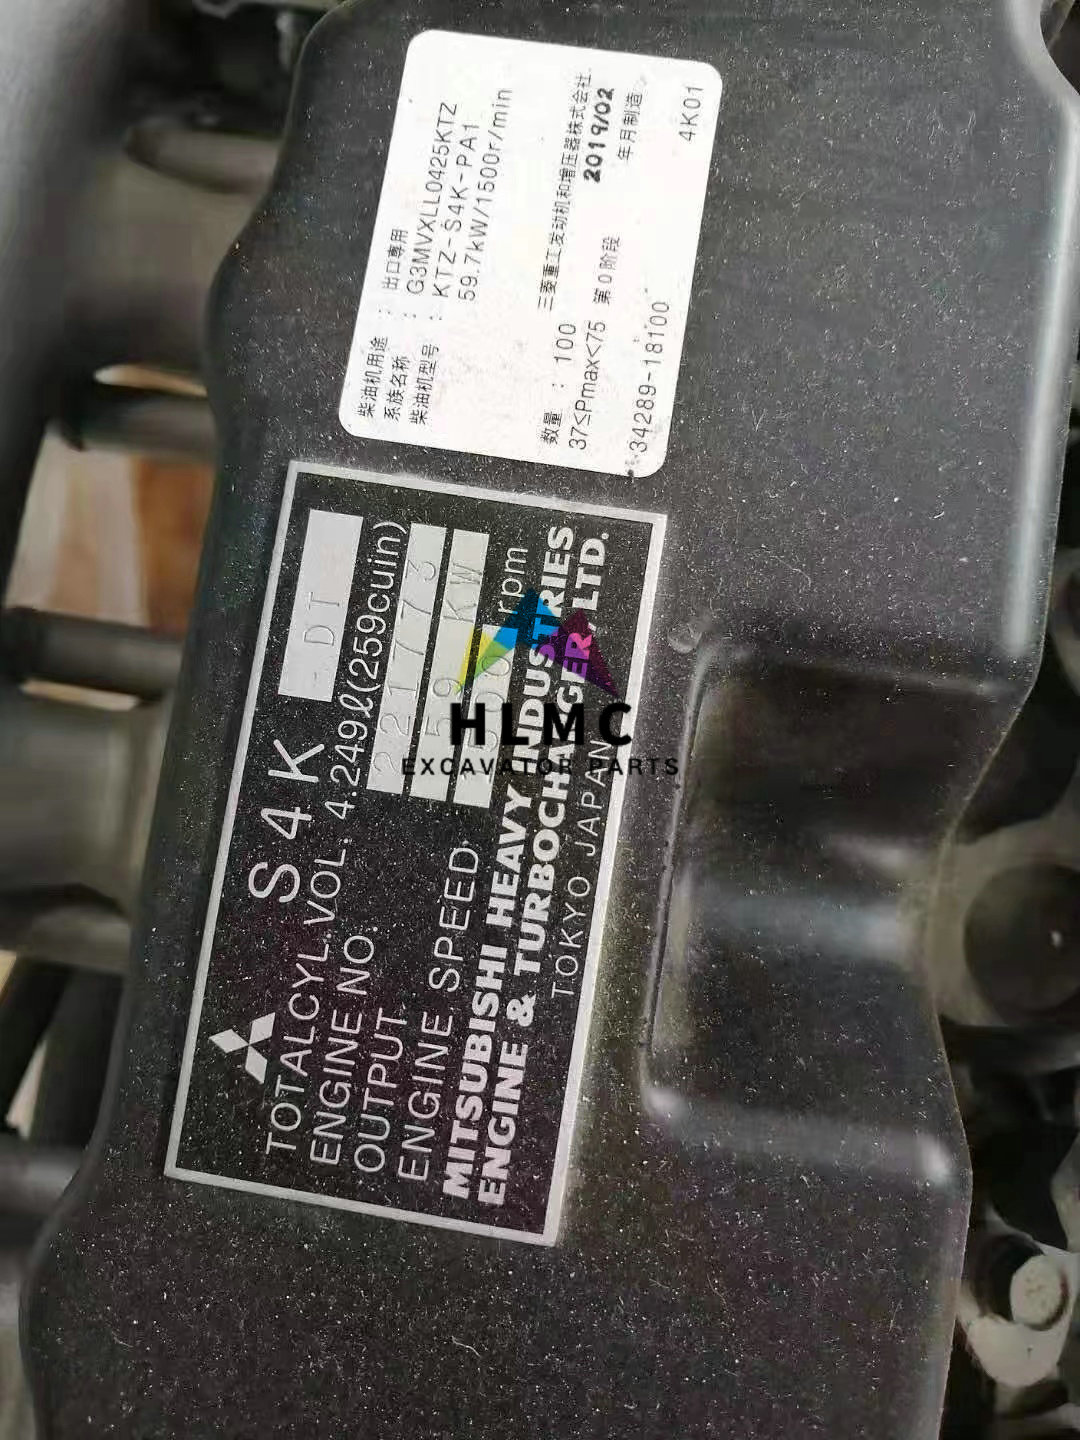 柴油机用途 : 出口専用
系族名称 : G3MVXLL0425KTZ
柴油机型号 : KTZ-S4K-PA1
59.7kW/1500r/min
数量 : 100 三菱重工发动机和增压器株式会社
37≤Pmax<75 第0阶段 2019/02
年月制造
34289-18100 4K01
S4K -DT
TOTALCYL.VOL. 4.249ℓ(259cuin)
ENGINE NO. 221773
OUTPUT 59 KW
ENGINE SPEED rpm
MITSUBISHI HEAVY INDUSTRIES
ENGINE & TURBOCHARGER, LTD.
TOKYO JAPAN
HLMC
EXCAVATOR PARTS